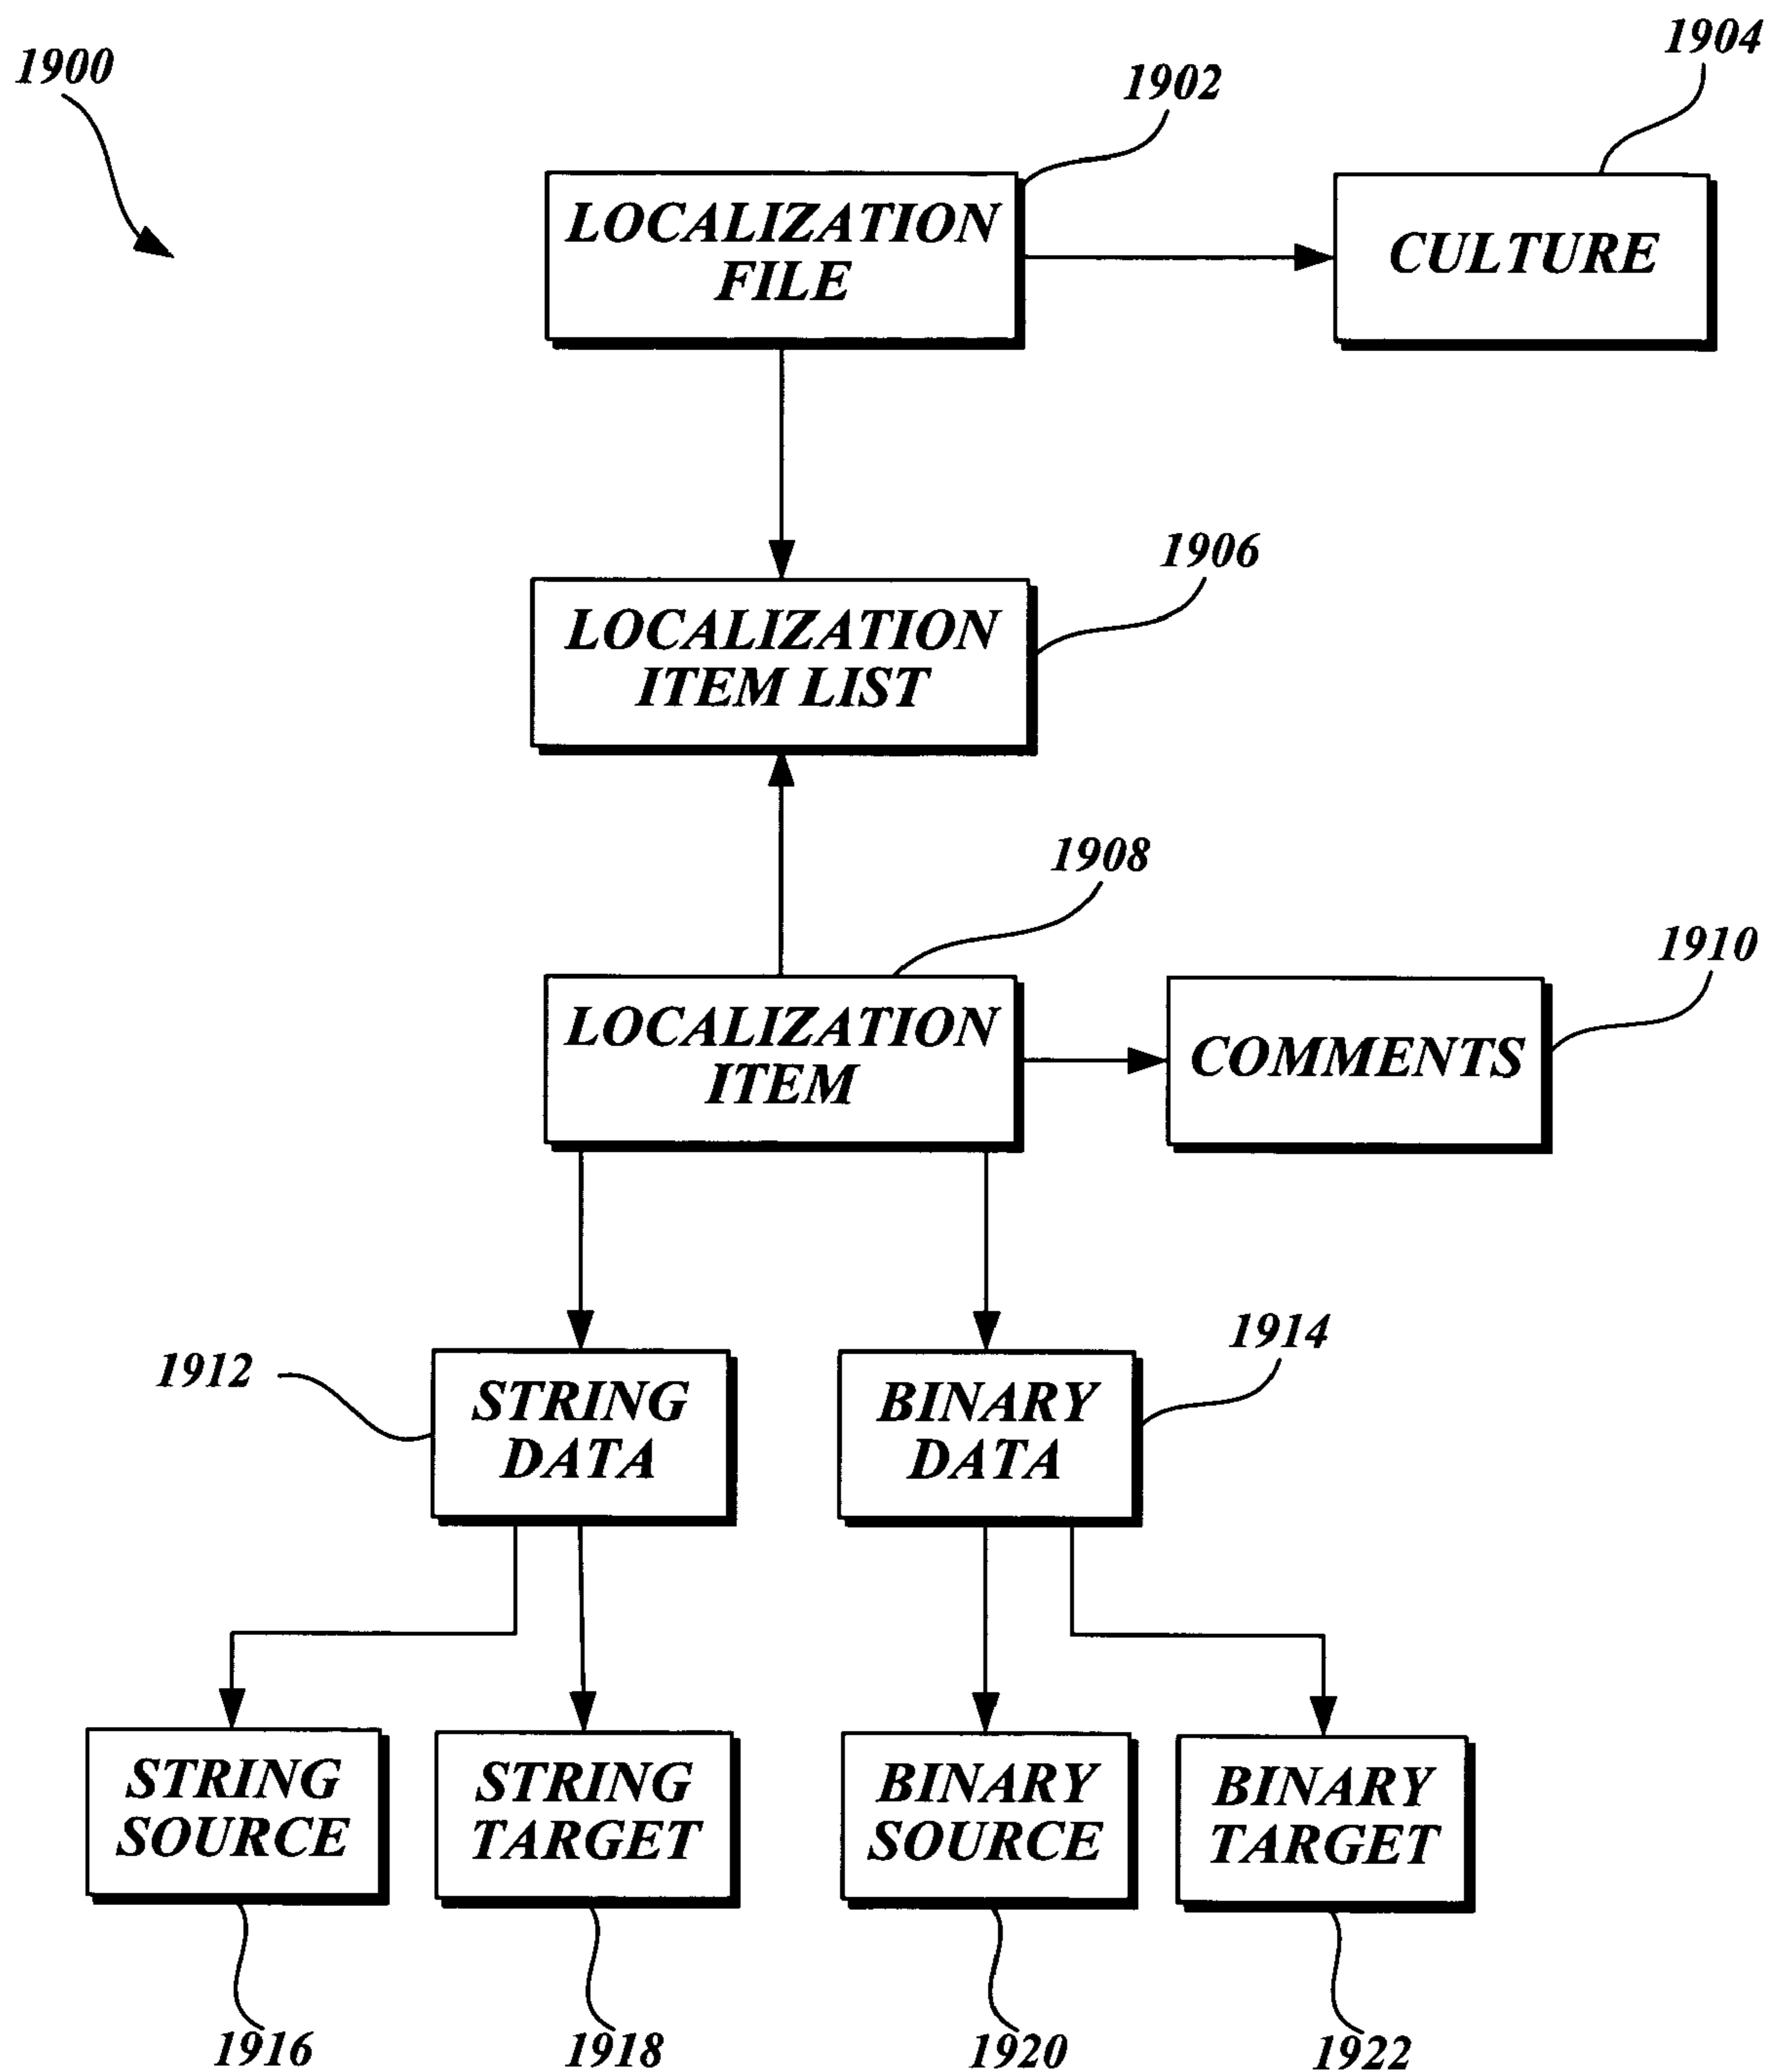 1900
1902
1904
LOCALIZATION
FILE
CULTURE
1906
LOCALIZATION
ITEM LIST
1908
1910
LOCALIZATION
ITEM
COMMENTS
1912
1914
STRING
DATA
BINARY
DATA
STRING
SOURCE
STRING
TARGET
BINARY
SOURCE
BINARY
TARGET
1916
1918
1920
1922